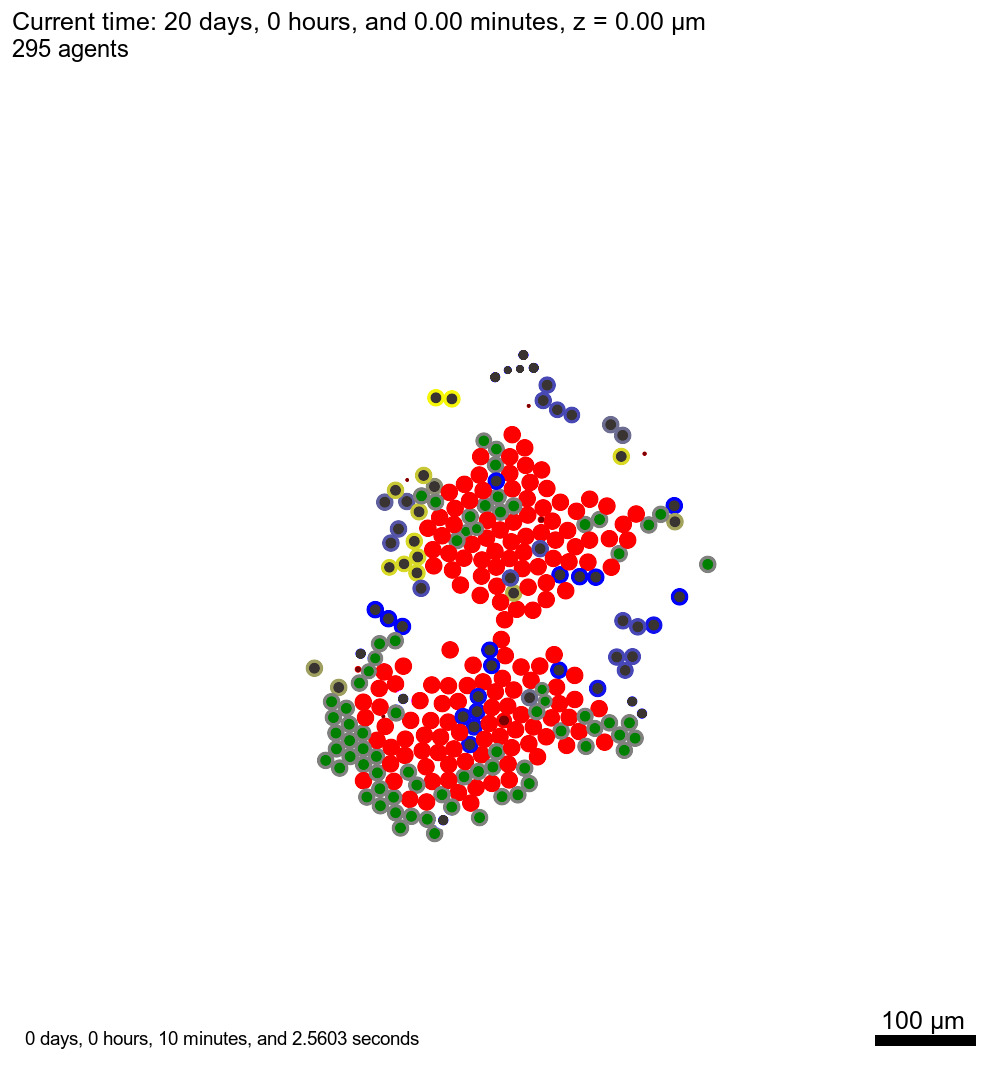 Current time: 20 days, 0 hours, and 0.00 minutes, z = 0.00 µm
295 agents
100 µm
0 days, 0 hours, 10 minutes, and 2.5603 seconds